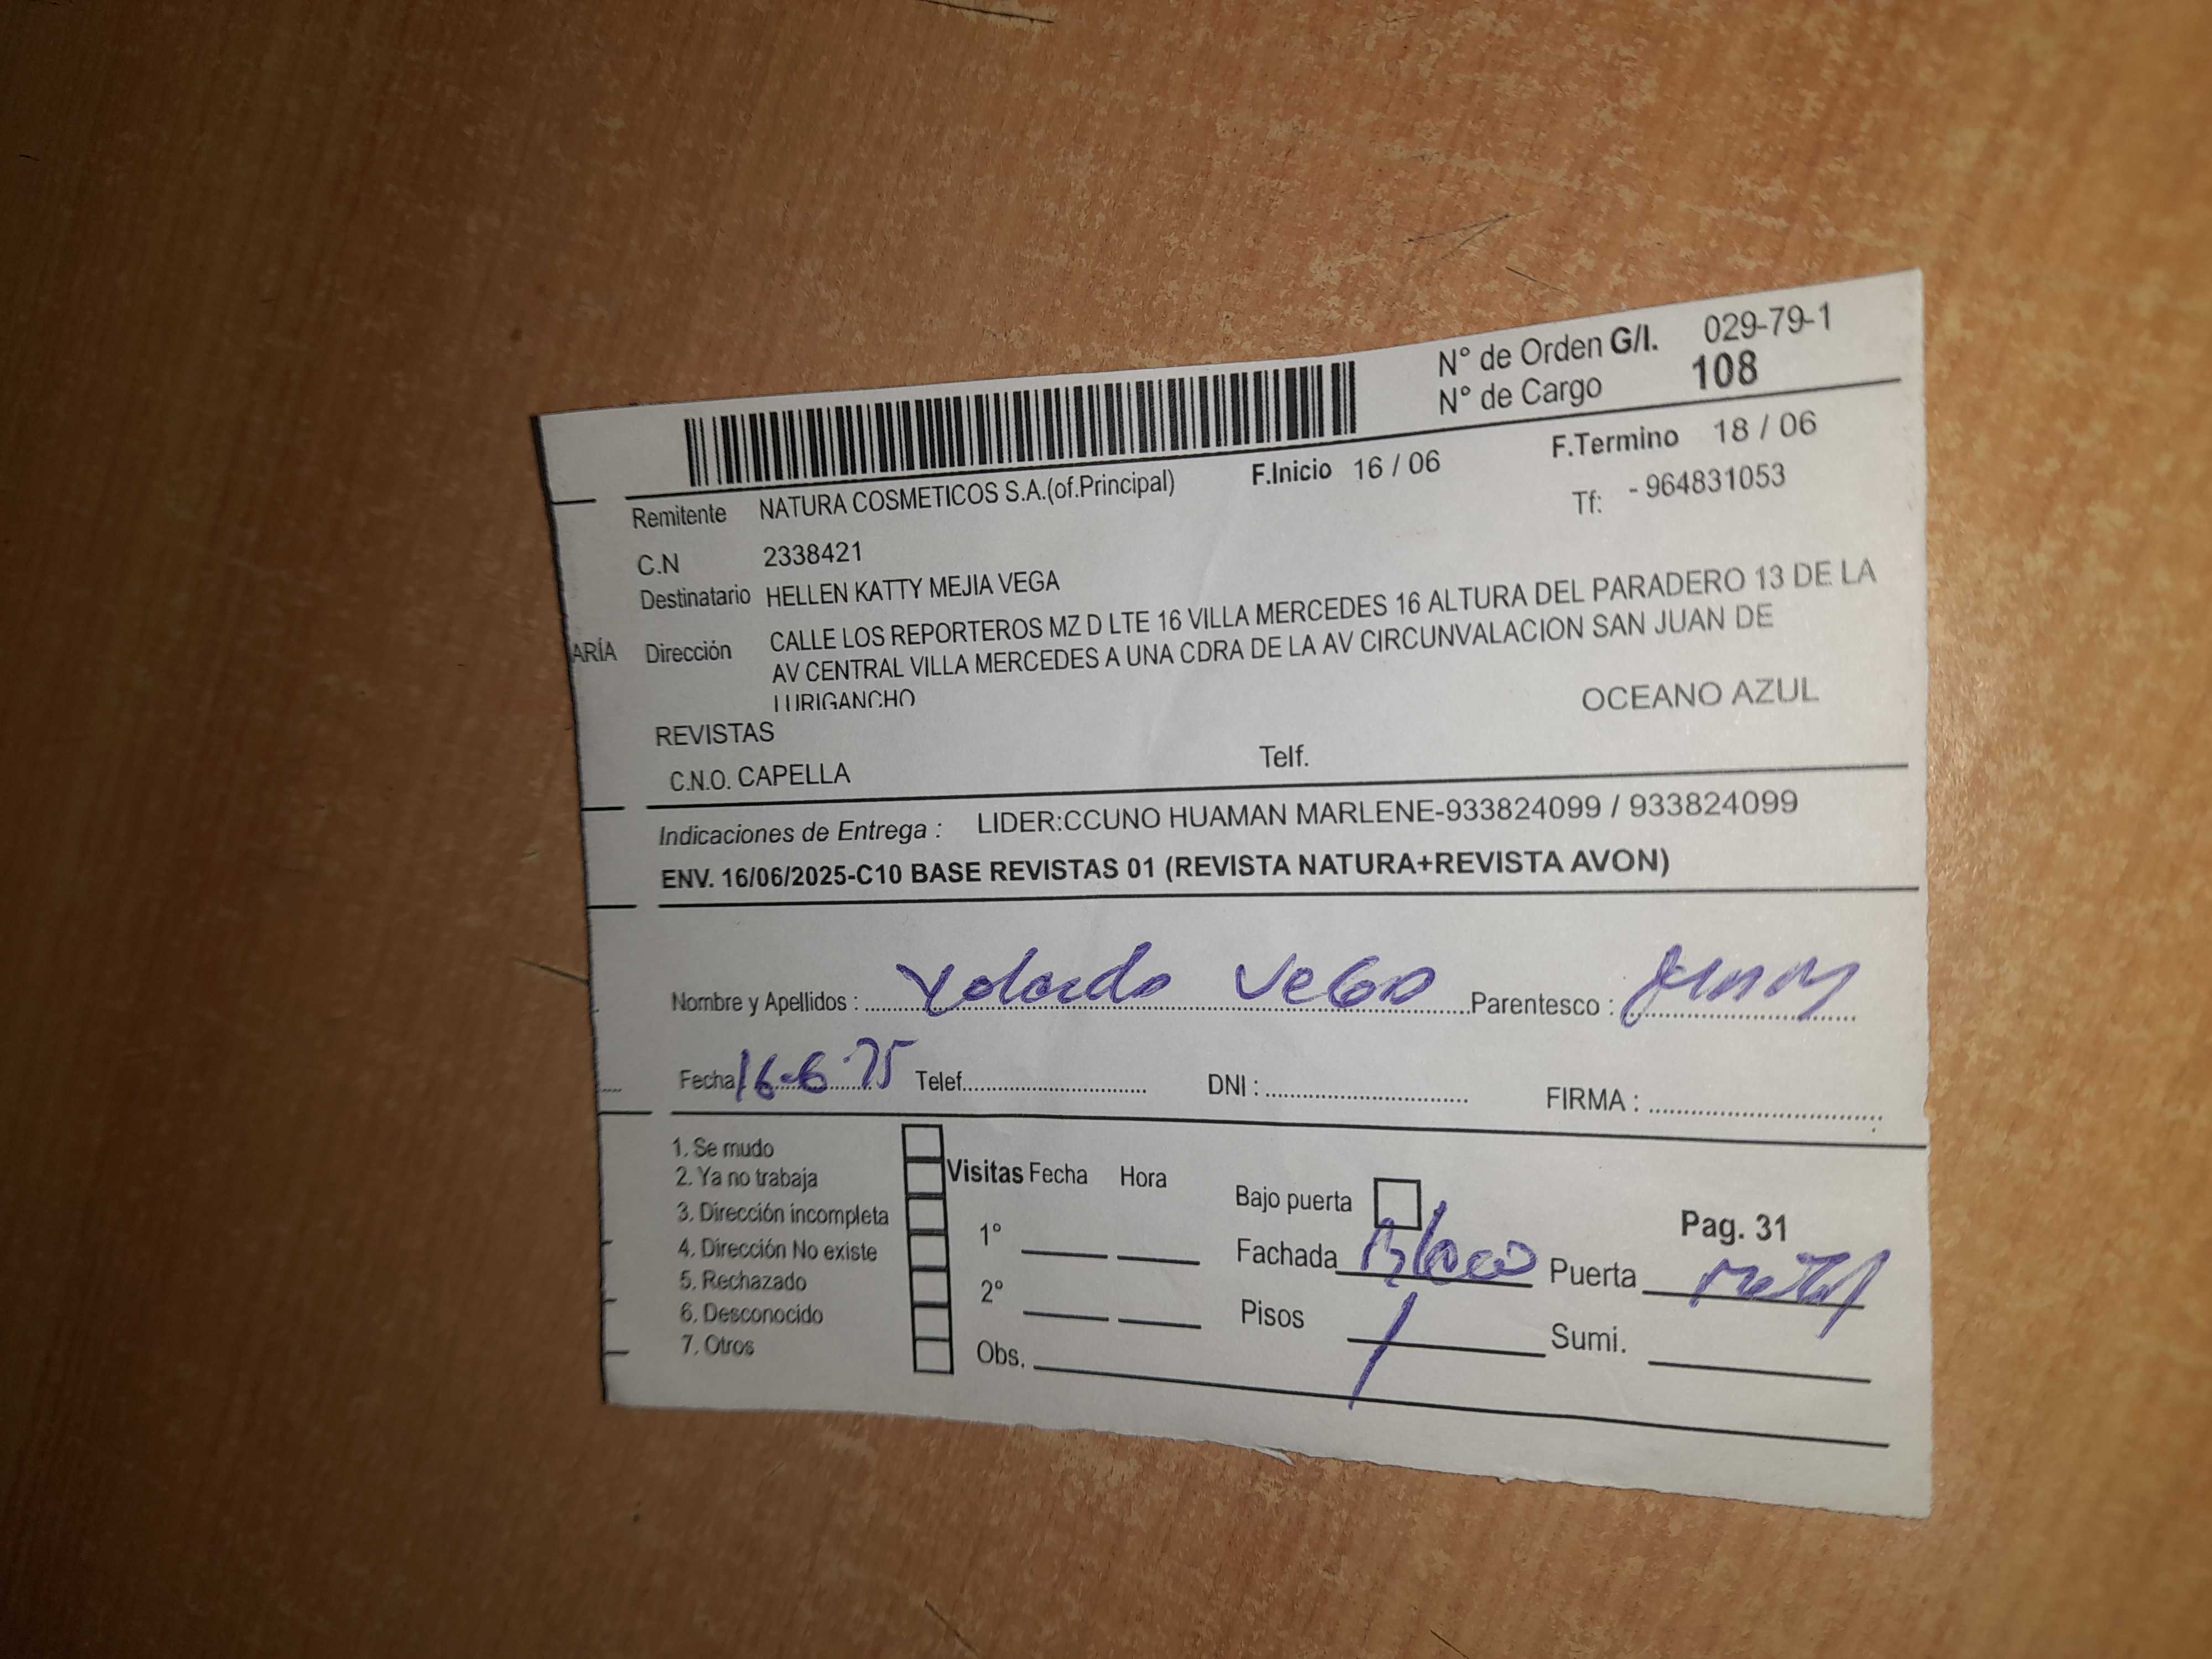 N° de Orden G/I. 029-79-1
N° de Cargo 108
F.Inicio 16 / 06 F.Termino 18 / 06
Remitente NATURA COSMETICOS S.A.(of.Principal) Tf: - 964831053
C.N 2338421
Destinatario HELLEN KATTY MEJIA VEGA
ARÍA Dirección CALLE LOS REPORTEROS MZ D LTE 16 VILLA MERCEDES 16 ALTURA DEL PARADERO 13 DE LA
AV CENTRAL VILLA MERCEDES A UNA CDRA DE LA AV CIRCUNVALACION SAN JUAN DE
LURIGANCHO
OCEANO AZUL
REVISTAS
C.N.O. CAPELLA Telf.
Indicaciones de Entrega : LIDER:CCUNO HUAMAN MARLENE-933824099 / 933824099
ENV. 16/06/2025-C10 BASE REVISTAS 01 (REVISTA NATURA+REVISTA AVON)
Nombre y Apellidos : Yolanda Vega Parentesco :
Fecha : 16-6-25 Telef. DNI : FIRMA :
1. Se mudo
2. Ya no trabaja
3. Dirección incompleta
4. Dirección No existe
5. Rechazado
6. Desconocido
7. Otros
Visitas Fecha Hora
1°
2°
Obs.
Bajo puerta Pag. 31
Fachada Blanco Puerta metal
Pisos 1 Sumi.